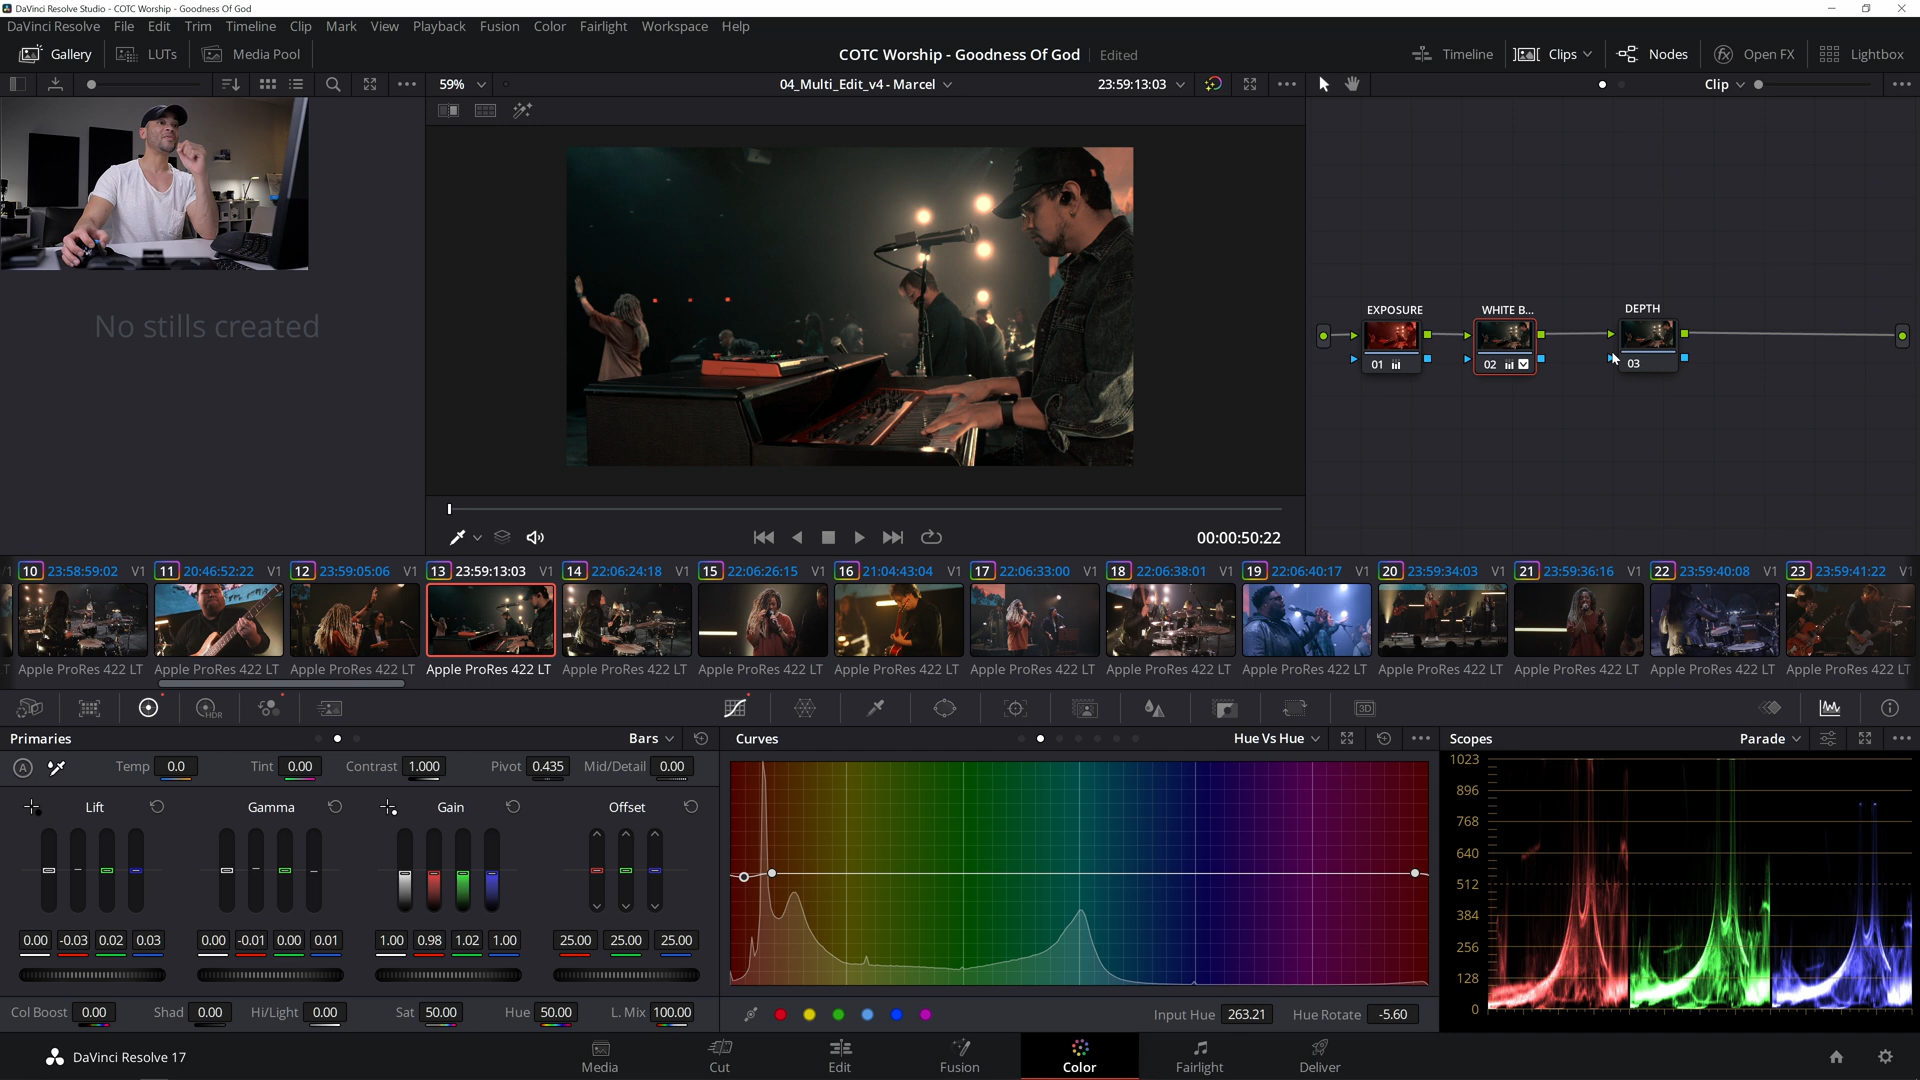 DaVinci Resolve Studio - COTC Worship - Goodness Of God
DaVinci Resolve File Edit Trim Timeline Clip Mark View Playback Fusion Color Fairlight Workspace Help
Gallery LUTs Media Pool COTC Worship - Goodness Of God Edited Timeline Clips Nodes Open FX Lightbox
59% 04_Multi_Edit_v4 - Marcel 23:59:13:03 Clip
No stills created
EXPOSURE WHITE B... DEPTH
01 02 03
00:00:50:22
10 23:58:59:02 V1 11 20:46:52:22 V1 12 23:59:05:06 V1 13 23:59:13:03 V1 14 22:06:24:18 V1 15 22:06:26:15 V1 16 21:04:43:04 V1 17 22:06:33:00 V1 18 22:06:38:01 V1 19 22:06:40:17 V1 20 23:59:34:03 V1 21 23:59:36:16 V1 22 23:59:40:08 V1 23 23:59:41:22 V1
Apple ProRes 422 LT Apple ProRes 422 LT Apple ProRes 422 LT Apple ProRes 422 LT Apple ProRes 422 LT Apple ProRes 422 LT Apple ProRes 422 LT Apple ProRes 422 LT Apple ProRes 422 LT Apple ProRes 422 LT Apple ProRes 422 LT Apple ProRes 422 LT Apple ProRes 422 LT Apple ProRes 422 LT
HDR 3D
Primaries Bars Curves Hue Vs Hue Scopes Parade
A Temp 0.0 Tint 0.00 Contrast 1.000 Pivot 0.435 Mid/Detail 0.00
Lift Gamma Gain Offset
0.00 -0.03 0.02 0.03 0.00 -0.01 0.00 0.01 1.00 0.98 1.02 1.00 25.00 25.00 25.00
Col Boost 0.00 Shad 0.00 Hi/Light 0.00 Sat 50.00 Hue 50.00 L. Mix 100.00
Input Hue 263.21 Hue Rotate -5.60
1023
896
768
640
512
384
256
128
0
DaVinci Resolve 17 Media Cut Edit Fusion Color Fairlight Deliver